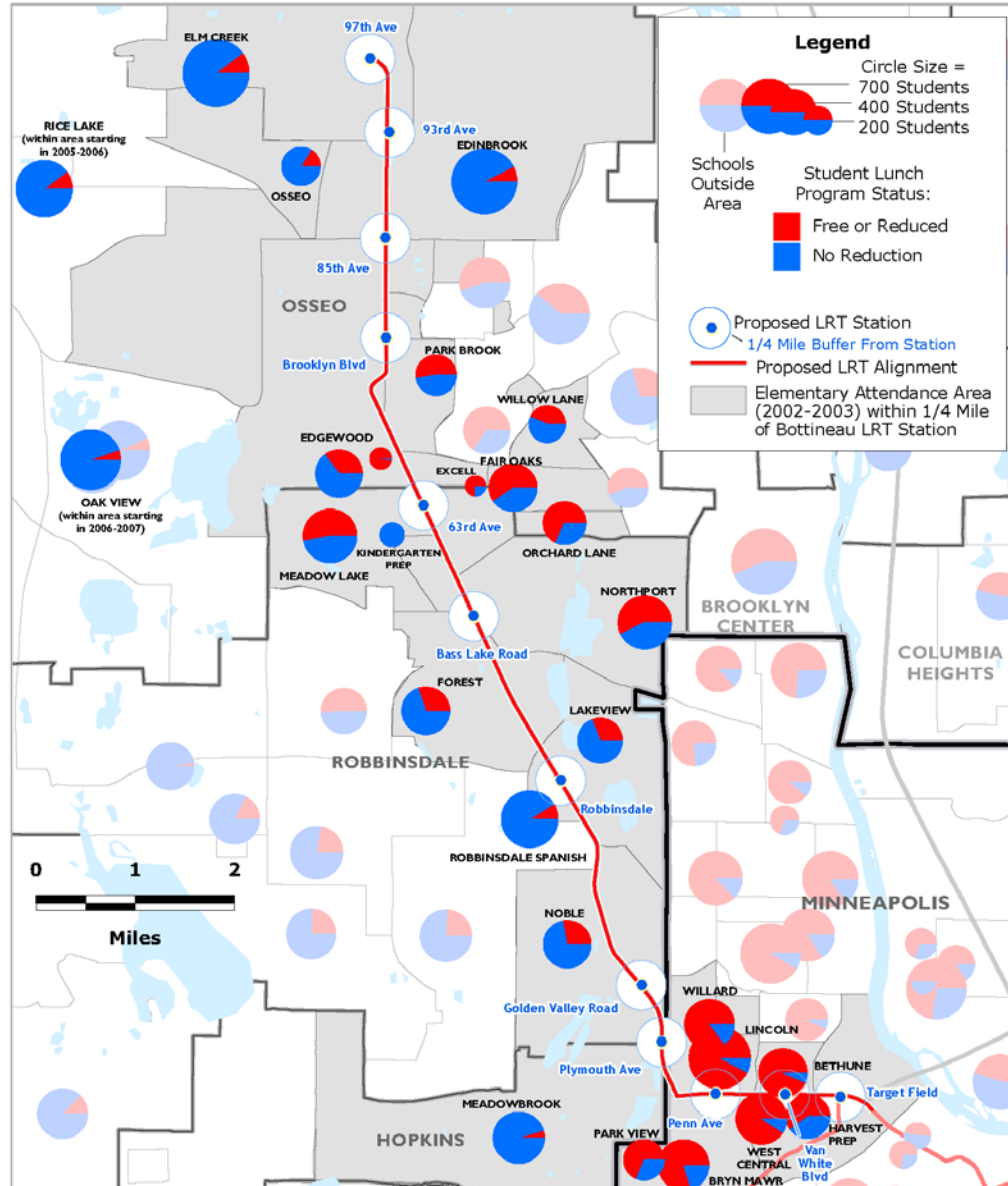 97th Ave
ELM CREEK
Legend
Circle Size =
700 Students
400 Students
200 Students
Schools
Outside
Area
Student Lunch
Program Status:
Free or Reduced
No Reduction
Proposed LRT Station
1/4 Mile Buffer From Station
Proposed LRT Alignment
Elementary Attendance Area
(2002-2003) within 1/4 Mile
of Bottineau LRT Station
RICE LAKE
(within area starting
in 2005-2006)
93rd Ave
EDINBROOK
OSSEO
85th Ave
OSSEO
Brooklyn Blvd
PARK BROOK
WILLOW LANE
EDGEWOOD
EXCELL
FAIR OAKS
OAK VIEW
(within area starting
in 2006-2007)
63rd Ave
KINDERGARTEN
PREP
ORCHARD LANE
MEADOW LAKE
NORTHPORT
BROOKLYN
CENTER
COLUMBIA
HEIGHTS
Bass Lake Road
FOREST
LAKEVIEW
ROBBINSDALE
Robbinsdale
ROBBINSDALE SPANISH
0 1 2
Miles
MINNEAPOLIS
NOBLE
WILLARD
Golden Valley Road
LINCOLN
Plymouth Ave
BETHUNE
Target Field
MEADOWBROOK
Penn Ave
HOPKINS
PARK VIEW
HARVEST
PREP
WEST
CENTRAL
Van
White
Blvd
BRYN MAWR